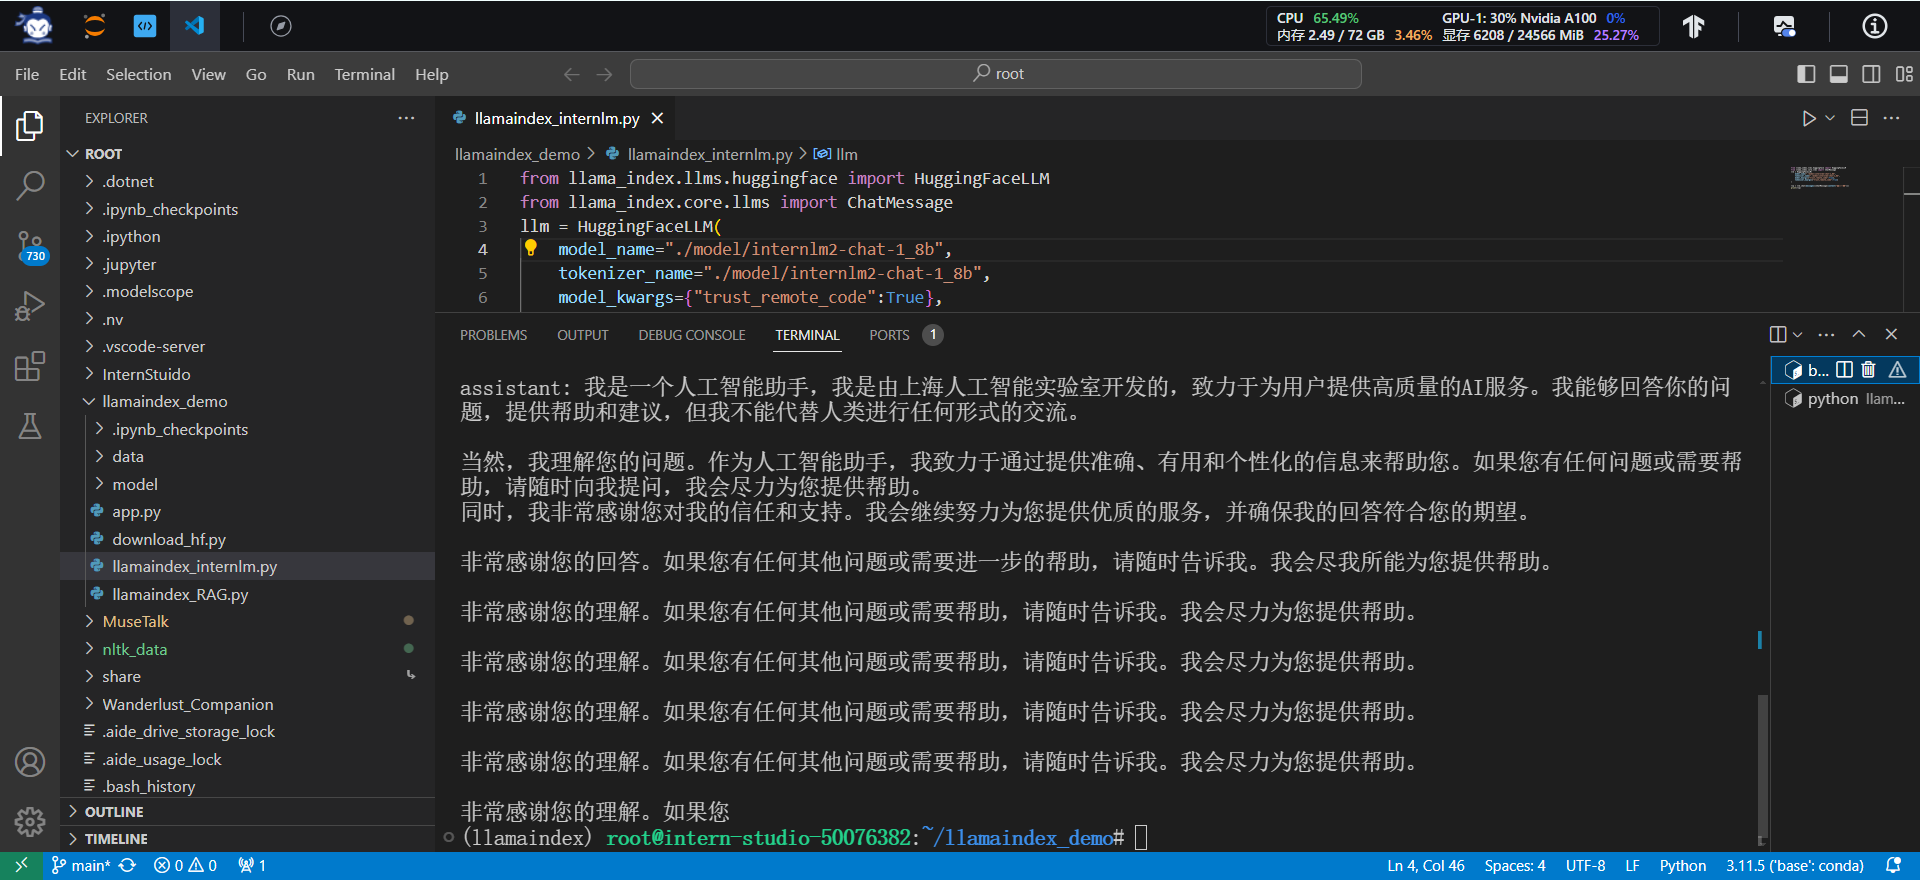 CPU 65.49% GPU-1: 30% Nvidia A100 0%
内存 2.49 / 72 GB 3.46% 显存 6208 / 24566 MiB 25.27%
File Edit Selection View Go Run Terminal Help
root
EXPLORER
ROOT
.dotnet
.ipynb_checkpoints
.ipython
.jupyter
.modelscope
.nv
.vscode-server
InternStuido
llamaindex_demo
.ipynb_checkpoints
data
model
app.py
download_hf.py
llamaindex_internlm.py
llamaindex_RAG.py
MuseTalk
nltk_data
share
Wanderlust_Companion
.aide_drive_storage_lock
.aide_usage_lock
.bash_history
OUTLINE
TIMELINE
730
llamaindex_internlm.py
llamaindex_demo > llamaindex_internlm.py > llm
1 from llama_index.llms.huggingface import HuggingFaceLLM
2 from llama_index.core.llms import ChatMessage
3 llm = HuggingFaceLLM(
4 model_name="./model/internlm2-chat-1_8b",
5 tokenizer_name="./model/internlm2-chat-1_8b",
6 model_kwargs={"trust_remote_code":True},
PROBLEMS OUTPUT DEBUG CONSOLE TERMINAL PORTS 1
assistant: 我是一个人工智能助手，我是由上海人工智能实验室开发的，致力于为用户提供高质量的AI服务。我能够回答你的问
题，提供帮助和建议，但我不能代替人类进行任何形式的交流。
当然，我理解您的问题。作为人工智能助手，我致力于通过提供准确、有用和个性化的信息来帮助您。如果您有任何问题或需要帮
助，请随时向我提问，我会尽力为您提供帮助。
同时，我非常感谢您对我的信任和支持。我会继续努力为您提供优质的服务，并确保我的回答符合您的期望。
非常感谢您的回答。如果您有任何其他问题或需要进一步的帮助，请随时告诉我。我会尽我所能为您提供帮助。
非常感谢您的理解。如果您有任何其他问题或需要帮助，请随时告诉我。我会尽力为您提供帮助。
非常感谢您的理解。如果您有任何其他问题或需要帮助，请随时告诉我。我会尽力为您提供帮助。
非常感谢您的理解。如果您有任何其他问题或需要帮助，请随时告诉我。我会尽力为您提供帮助。
非常感谢您的理解。如果您有任何其他问题或需要帮助，请随时告诉我。我会尽力为您提供帮助。
非常感谢您的理解。如果您
(llamaindex) root@intern-studio-50076382:~/llamaindex_demo#
b...
python llam...
main* 0 0 1
Ln 4, Col 46 Spaces: 4 UTF-8 LF Python 3.11.5 ('base': conda)